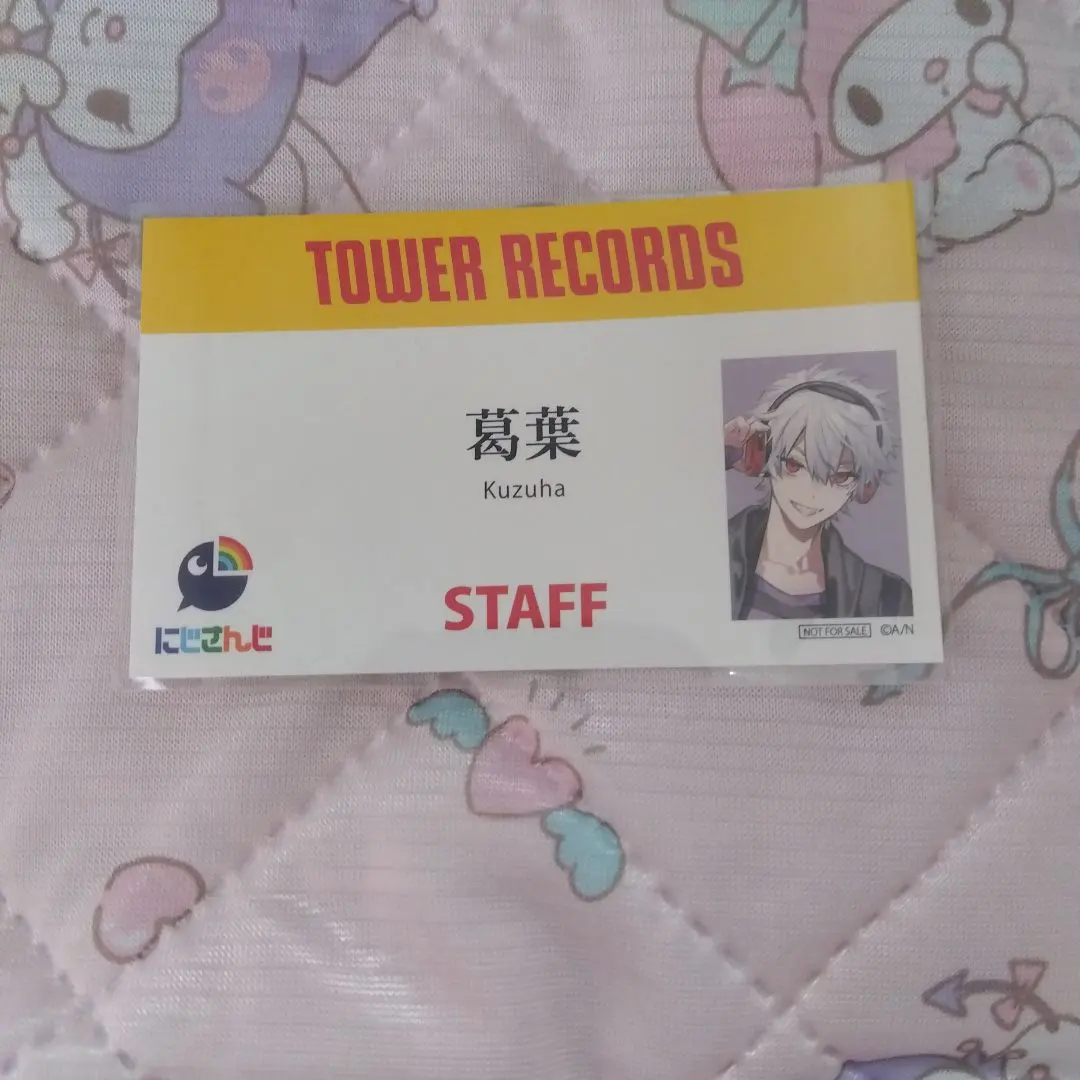 TOWER RECORDS
葛葉
Kuzuha
STAFF
にじさんじ
NOT FOR SALE ©A/N